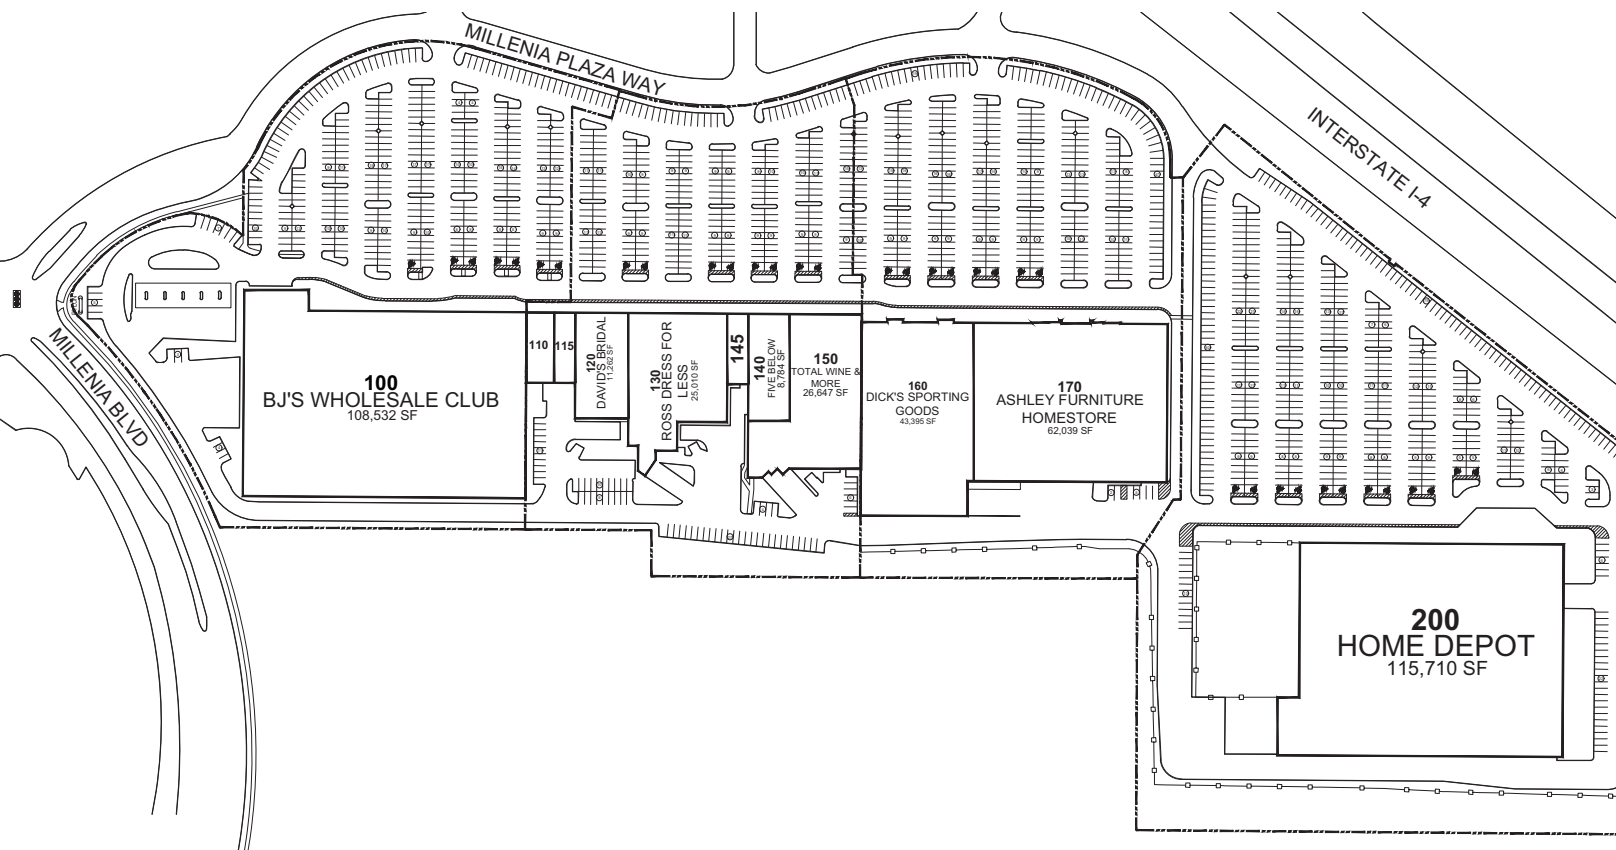 MILLENIA PLAZA WAY
INTERSTATE I-4
MILLENIA BLVD
100
BJ'S WHOLESALE CLUB
108,532 SF
110
115
120
DAVID'S BRIDAL
11,262 SF
130
ROSS DRESS FOR
LESS
25,010 SF
145
140
FIVE BELOW
8,784 SF
150
TOTAL WINE &
MORE
26,647 SF
160
DICK'S SPORTING
GOODS
43,395 SF
170
ASHLEY FURNITURE
HOMESTORE
62,039 SF
200
HOME DEPOT
115,710 SF